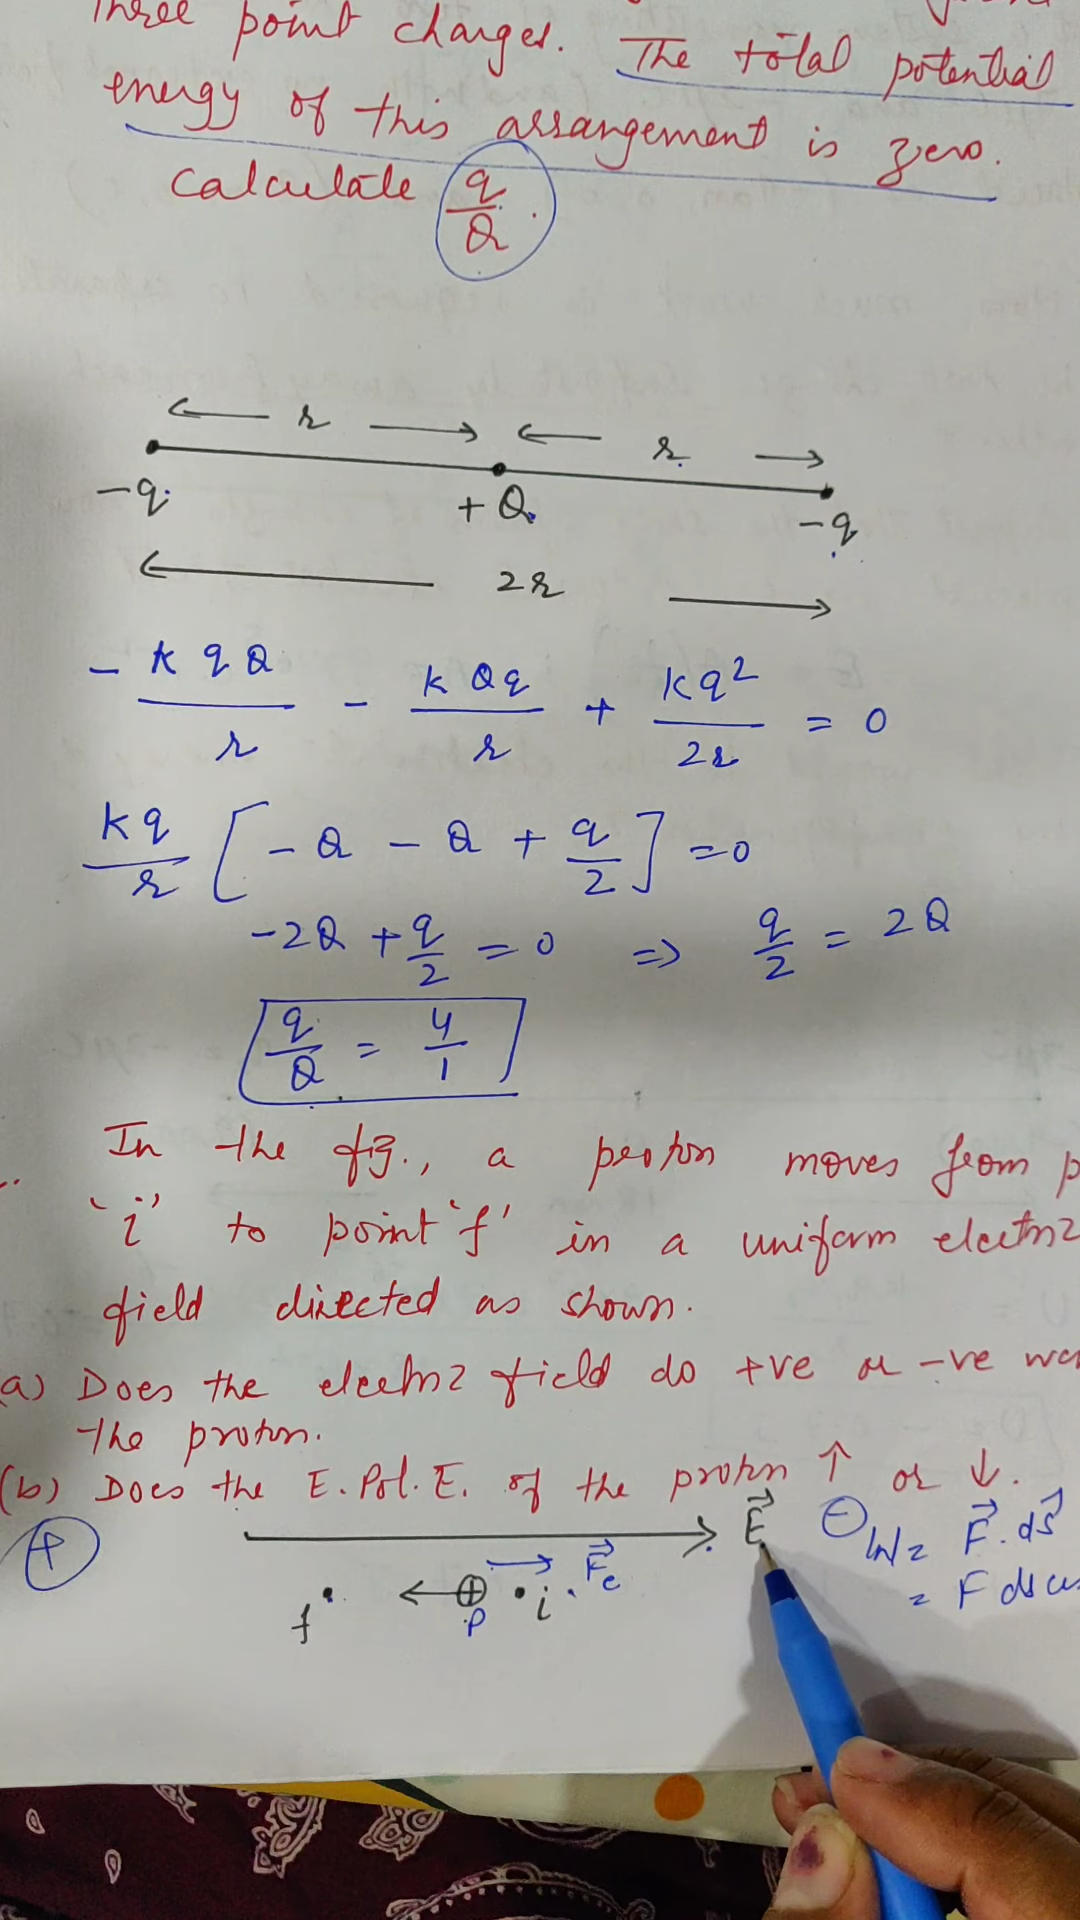 Three point charges. The total potential
energy of this arrangement is zero.
Calculate q/Q.
r r
-q +Q -q
2r
- kqQ/r - kQq/r + kq²/2r = 0
kq/r [-Q - Q + q/2] = 0
-2Q + q/2 = 0 ⇒ q/2 = 2Q
q/Q = 4/1
In the fig., a proton moves from
'i' to point 'f' in a uniform electric
field directed as shown.
(a) Does the electric field do +ve or -ve
the proton.
(b) Does the E. Pot. E. of the proton ↑ or ↓.
+ E⃗ - W = F⃗.ds⃗
f ⊕ i F⃗e = F ds
p